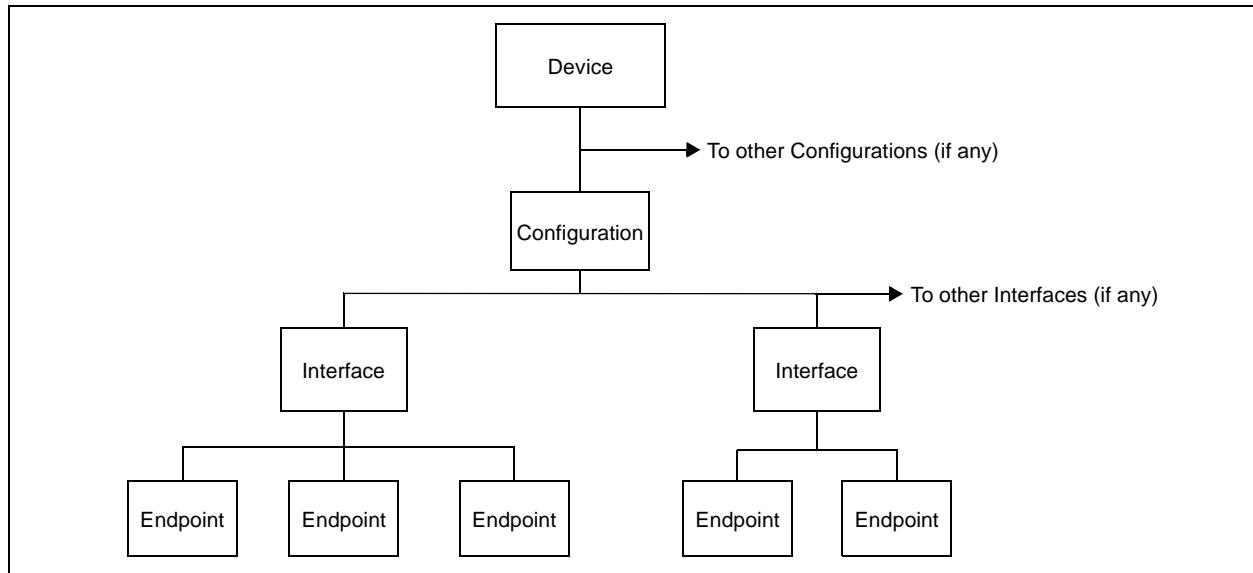 Device
To other Configurations (if any)
Configuration
To other Interfaces (if any)
Interface
Interface
Endpoint
Endpoint
Endpoint
Endpoint
Endpoint